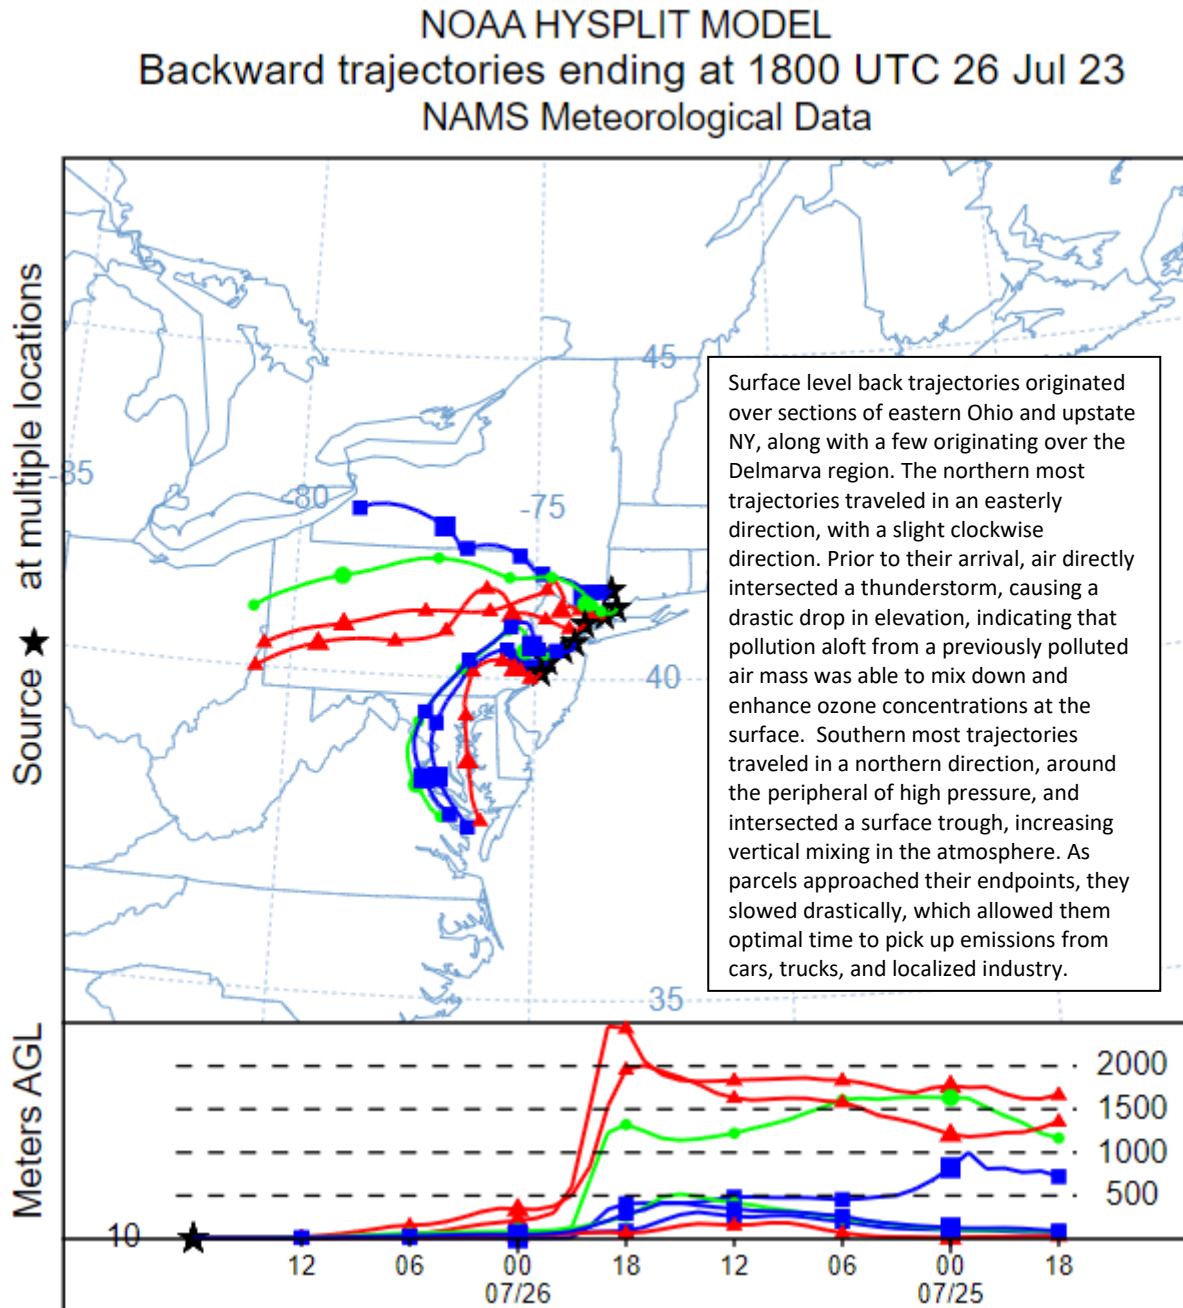 NOAA HYSPLIT MODEL
Backward trajectories ending at 1800 UTC 26 Jul 23
NAMS Meteorological Data
Source ★ at multiple locations
45
-85
-80
-75
40
35
Surface level back trajectories originated
over sections of eastern Ohio and upstate
NY, along with a few originating over the
Delmarva region. The northern most
trajectories traveled in an easterly
direction, with a slight clockwise
direction. Prior to their arrival, air directly
intersected a thunderstorm, causing a
drastic drop in elevation, indicating that
pollution aloft from a previously polluted
air mass was able to mix down and
enhance ozone concentrations at the
surface.  Southern most trajectories
traveled in a northern direction, around
the peripheral of high pressure, and
intersected a surface trough, increasing
vertical mixing in the atmosphere. As
parcels approached their endpoints, they
slowed drastically, which allowed them
optimal time to pick up emissions from
cars, trucks, and localized industry.
Meters AGL
2000
1500
1000
500
10
12 06 00 18 12 06 00 18
07/26 07/25